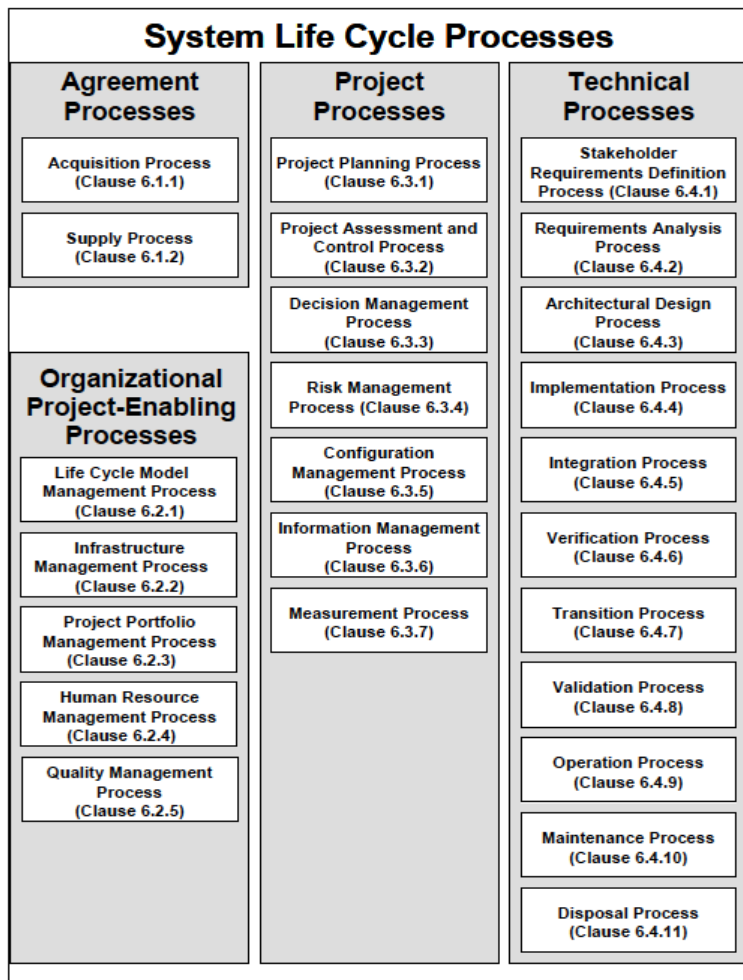 System Life Cycle Processes
Agreement
Processes
Acquisition Process
(Clause 6.1.1)
Supply Process
(Clause 6.1.2)
Organizational
Project-Enabling
Processes
Life Cycle Model
Management Process
(Clause 6.2.1)
Infrastructure
Management Process
(Clause 6.2.2)
Project Portfolio
Management Process
(Clause 6.2.3)
Human Resource
Management Process
(Clause 6.2.4)
Quality Management
Process
(Clause 6.2.5)
Project
Processes
Project Planning Process
(Clause 6.3.1)
Project Assessment and
Control Process
(Clause 6.3.2)
Decision Management
Process
(Clause 6.3.3)
Risk Management
Process (Clause 6.3.4)
Configuration
Management Process
(Clause 6.3.5)
Information Management
Process
(Clause 6.3.6)
Measurement Process
(Clause 6.3.7)
Technical
Processes
Stakeholder
Requirements Definition
Process (Clause 6.4.1)
Requirements Analysis
Process
(Clause 6.4.2)
Architectural Design
Process
(Clause 6.4.3)
Implementation Process
(Clause 6.4.4)
Integration Process
(Clause 6.4.5)
Verification Process
(Clause 6.4.6)
Transition Process
(Clause 6.4.7)
Validation Process
(Clause 6.4.8)
Operation Process
(Clause 6.4.9)
Maintenance Process
(Clause 6.4.10)
Disposal Process
(Clause 6.4.11)